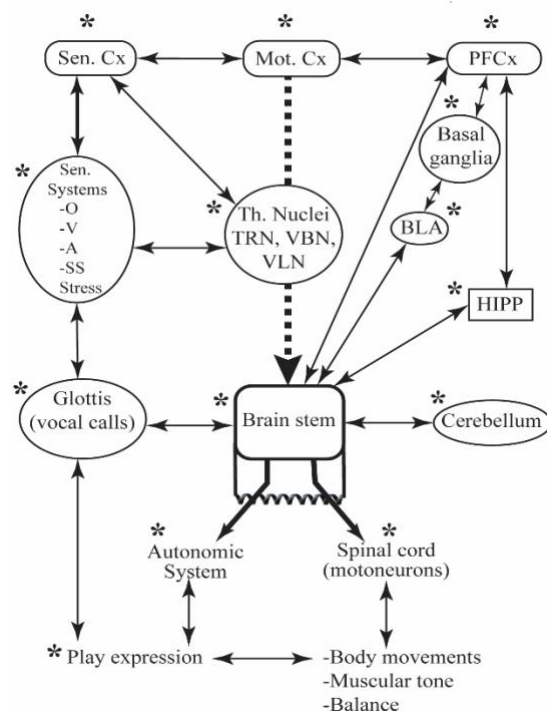 * * *
Sen. Cx Mot. Cx PFCx
* Basal
ganglia
* Sen.
Systems
-O
-V
-A
-SS
Stress
* Th. Nuclei
TRN, VBN,
VLN
BLA *
* HIPP
* Glottis
(vocal calls)
* Brain stem
* Cerebellum
* Autonomic
System
* Spinal cord
(motoneurons)
* Play expression
-Body movements
-Muscular tone
-Balance